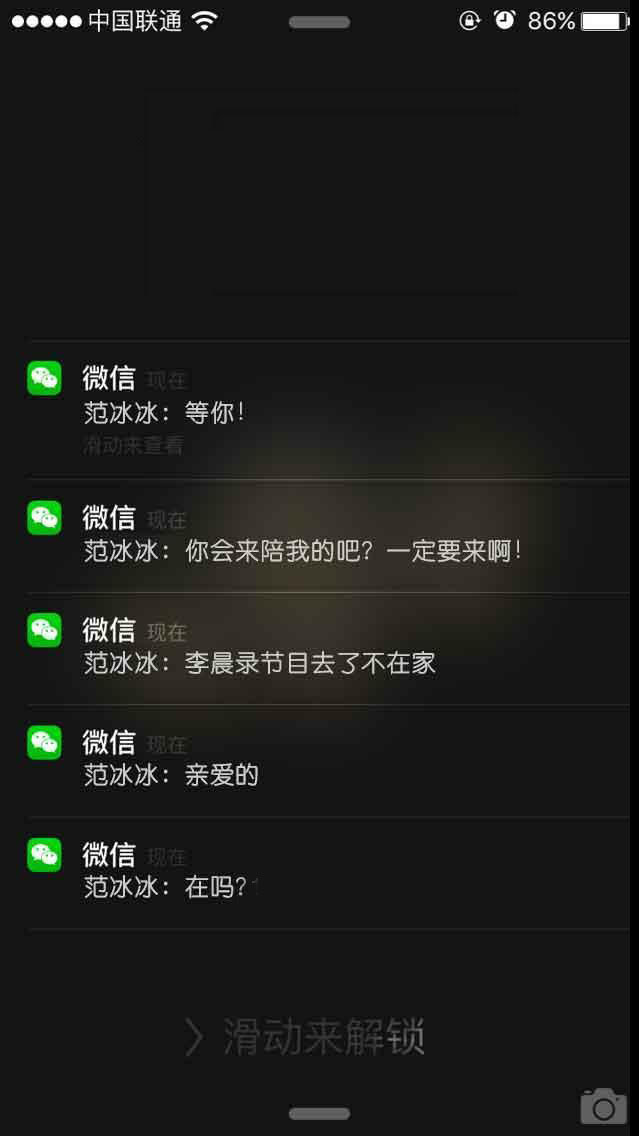 中国联通 86%
微信 现在
范冰冰：等你！
滑动来查看
微信 现在
范冰冰：你会来陪我的吧？一定要来啊！
微信 现在
范冰冰：李晨录节目去了不在家
微信 现在
范冰冰：亲爱的
微信 现在
范冰冰：在吗？
> 滑动来解锁